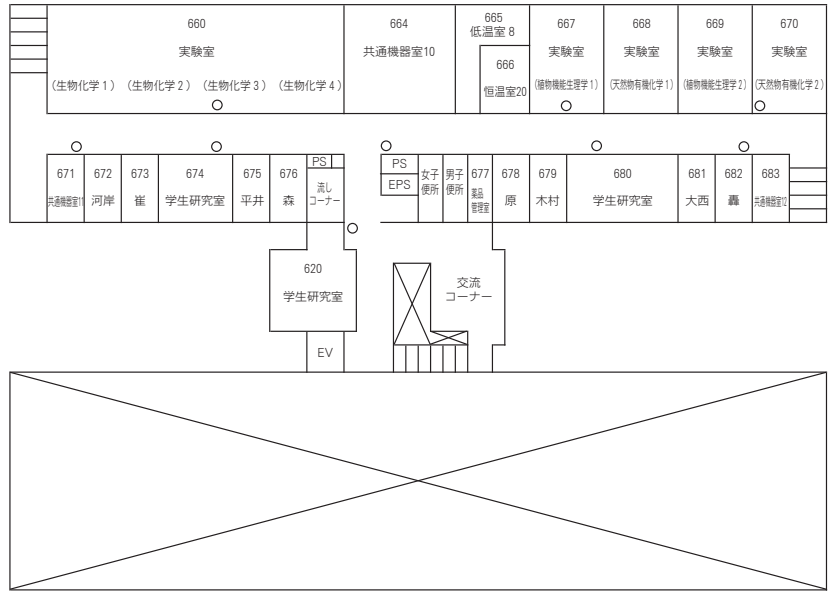 660
実験室
(生物化学1) (生物化学2) (生物化学3) (生物化学4)
664
共通機器室10
665
低温室 8
666
恒温室20
667
実験室
(植物機能生理学1)
668
実験室
(天然物有機化学1)
669
実験室
(植物機能生理学2)
670
実験室
(天然物有機化学2)
671
共通機器室11
672
河岸
673
崔
674
学生研究室
675
平井
676
森
PS
流し
コーナー
PS
EPS
女子
便所
男子
便所
677
薬品
管理室
678
原
679
木村
680
学生研究室
681
大西
682
轟
683
共通機器室12
620
学生研究室
交流
コーナー
EV